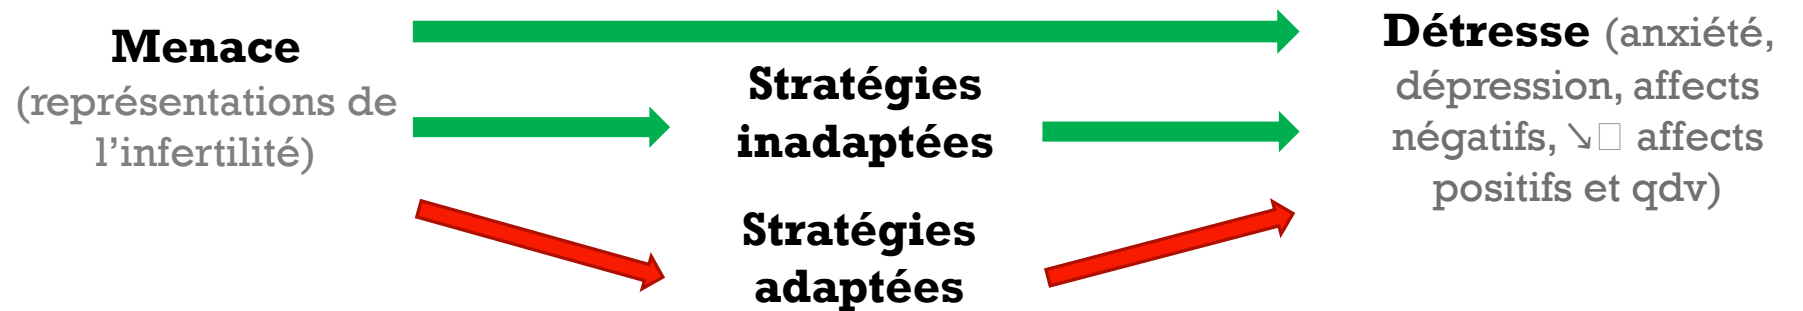 Menace
(représentations de
l'infertilité)
Stratégies
inadaptées
Stratégies
adaptées
Détresse (anxiété,
dépression, affects
négatifs, ↘□ affects
positifs et qdv)